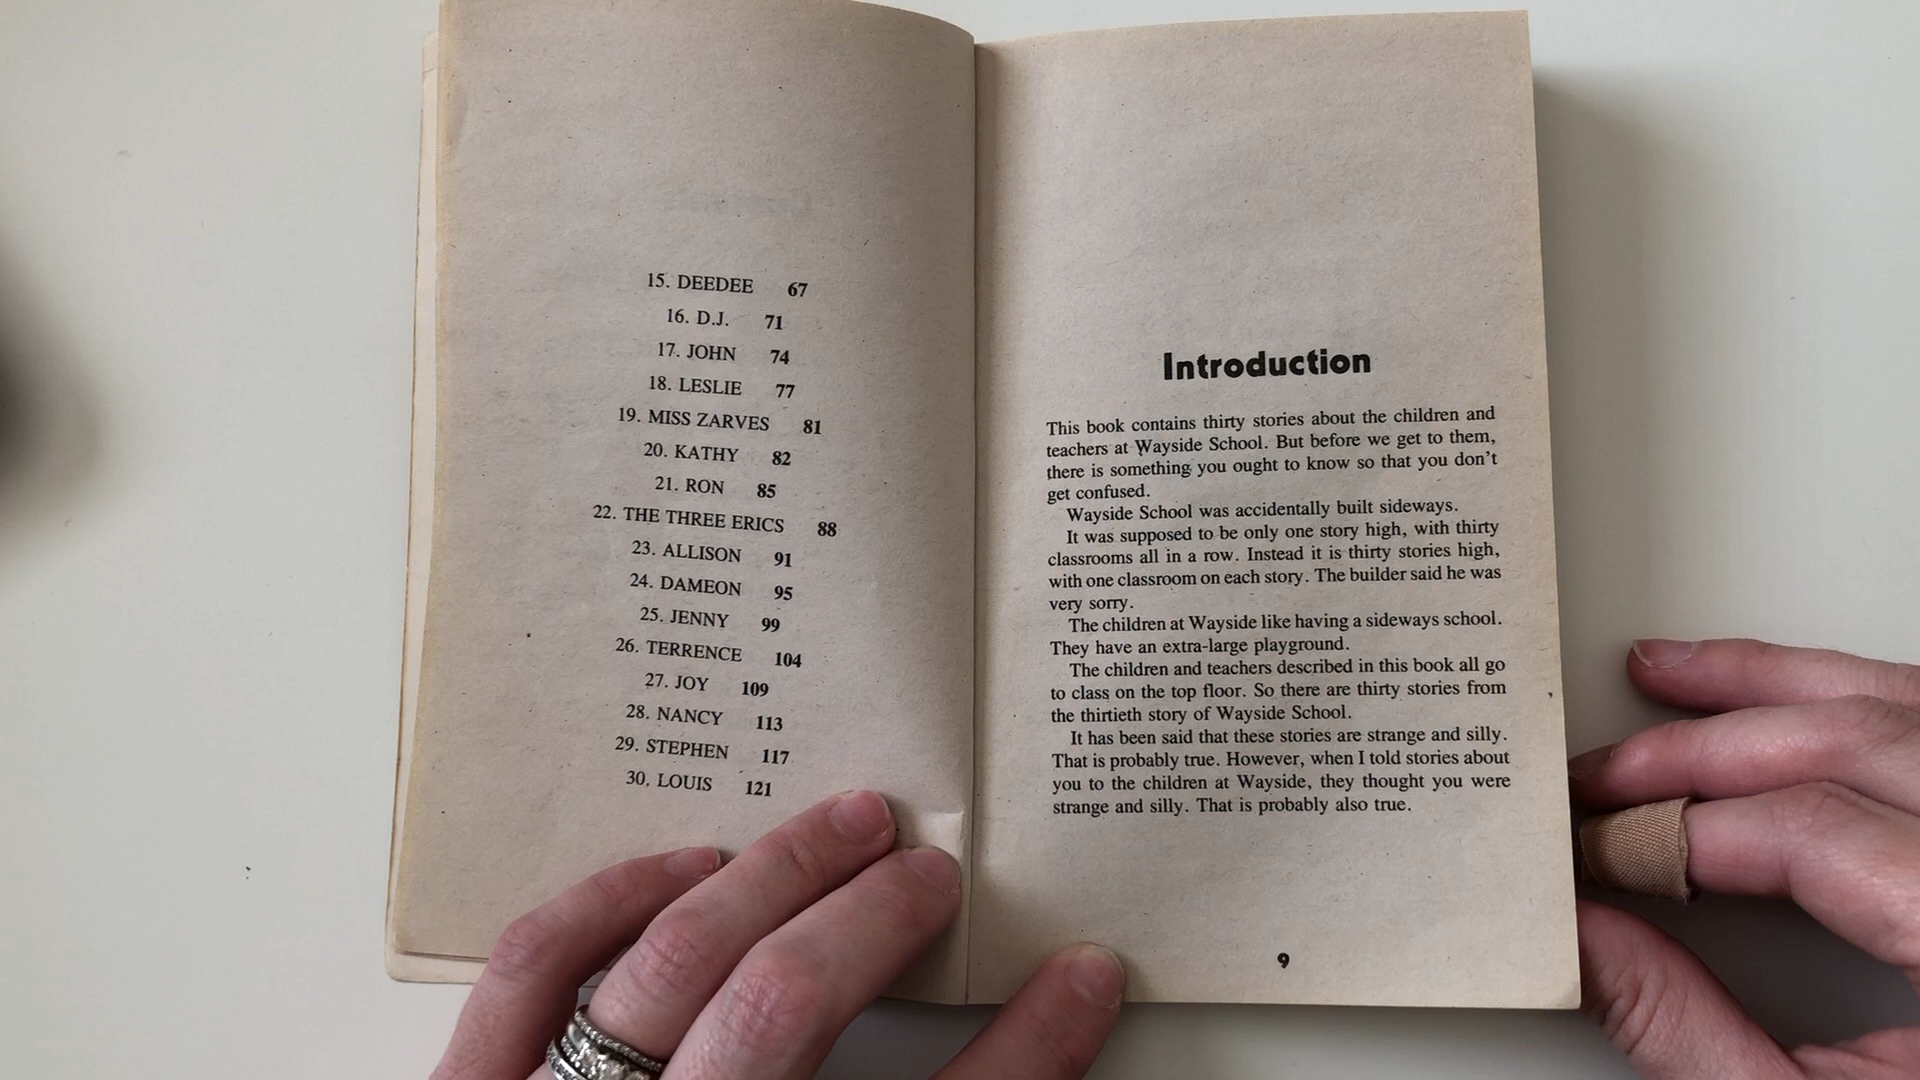 15. DEEDEE 67
16. D.J. 71
17. JOHN 74
18. LESLIE 77
19. MISS ZARVES 81
20. KATHY 82
21. RON 85
22. THE THREE ERICS 88
23. ALLISON 91
24. DAMEON 95
25. JENNY 99
26. TERRENCE 104
27. JOY 109
28. NANCY 113
29. STEPHEN 117
30. LOUIS 121
Introduction
This book contains thirty stories about the children and
teachers at Wayside School. But before we get to them,
there is something you ought to know so that you don't
get confused.
Wayside School was accidentally built sideways.
It was supposed to be only one story high, with thirty
classrooms all in a row. Instead it is thirty stories high,
with one classroom on each story. The builder said he was
very sorry.
The children at Wayside like having a sideways school.
They have an extra-large playground.
The children and teachers described in this book all go
to class on the top floor. So there are thirty stories from
the thirtieth story of Wayside School.
It has been said that these stories are strange and silly.
That is probably true. However, when I told stories about
you to the children at Wayside, they thought you were
strange and silly. That is probably also true.
9